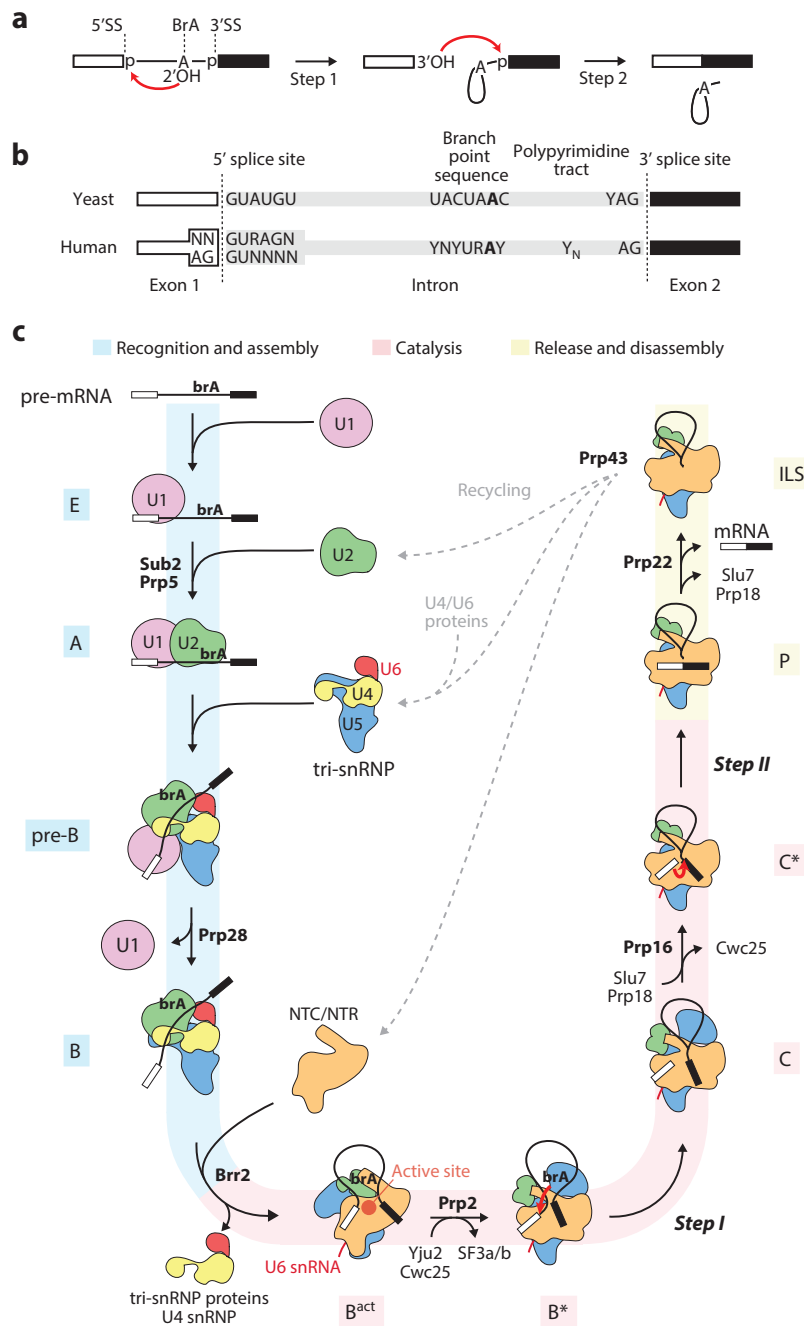 a
5′SS BrA 3′SS
p A p
2′OH
Step 1
3′OH A p
Step 2
A
b
5′ splice site
Branch
point
sequence
Polypyrimidine
tract
3′ splice site
Yeast GUAUGU UACUAAC YAG
Human NN GURAGN YNYURAY YN AG
AG GUNNNN
Exon 1 Intron Exon 2
c
Recognition and assembly Catalysis Release and disassembly
pre-mRNA brA
U1
E U1 brA
Sub2
Prp5
U2
A U1 U2 brA
U6
U4
U5
tri-snRNP
pre-B brA
U1 Prp28
B brA
NTC/NTR
Brr2
tri-snRNP proteins
U4 snRNP
Recycling
U4/U6
proteins
brA Active site
U6 snRNA
Bact
Prp2
Yju2
Cwc25
SF3a/b
brA
B*
Step I
C
Prp16
Slu7
Prp18
Cwc25
C*
Step II
P
Prp22
mRNA
Slu7
Prp18
Prp43
ILS